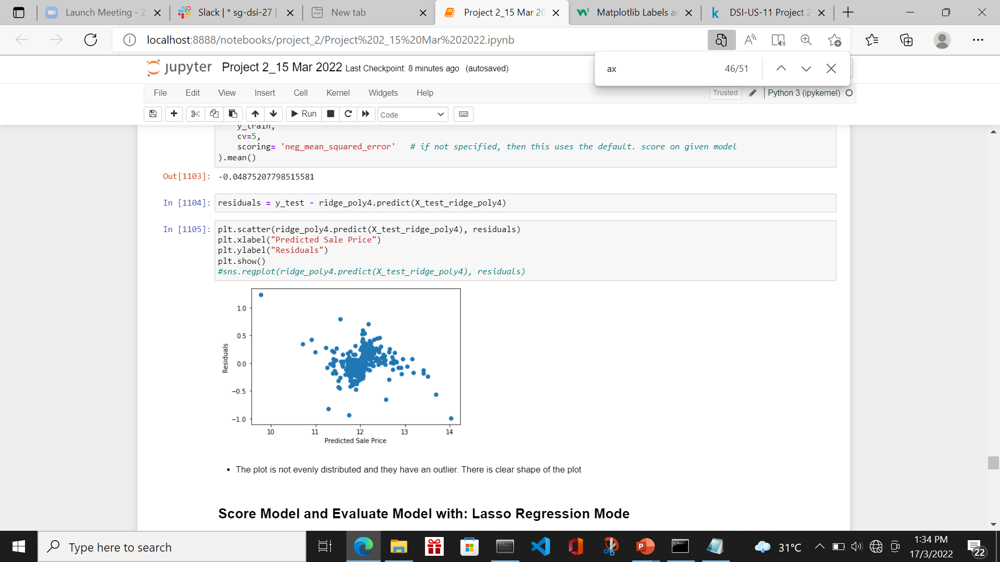 Launch Meeting - Z
Slack | * sg-dsi-27 |
New tab
Project 2_15 Mar 20
Matplotlib Labels a
DSI-US-11 Project 2
localhost:8888/notebooks/project_2/Project%202_15%20Mar%202022.ipynb
ax
46/51
jupyter Project 2_15 Mar 2022 Last Checkpoint: 8 minutes ago (autosaved)
File Edit View Insert Cell Kernel Widgets Help
Trusted
Python 3 (ipykernel)
Run
Code
y_train,
cv=5,
scoring= 'neg_mean_squared_error' # if not specified, then this uses the default. score on given model
).mean()
Out[1103]: -0.04875207798515581
In [1104]: residuals = y_test - ridge_poly4.predict(X_test_ridge_poly4)
In [1105]: plt.scatter(ridge_poly4.predict(X_test_ridge_poly4), residuals)
plt.xlabel("Predicted Sale Price")
plt.ylabel("Residuals")
plt.show()
#sns.regplot(ridge_poly4.predict(X_test_ridge_poly4), residuals)
1.0
0.5
0.0
−0.5
−1.0
Residuals
10 11 12 13 14
Predicted Sale Price
• The plot is not evenly distributed and they have an outlier. There is clear shape of the plot
Score Model and Evaluate Model with: Lasso Regression Mode
Type here to search
31°C
1:34 PM
17/3/2022
22